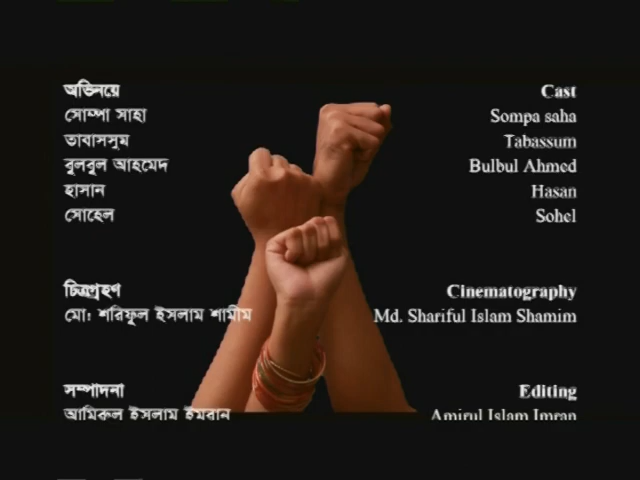 অভিনয়ে Cast
সোম্পা সাহা Sompa saha
তাবাসসুম Tabassum
বুলবুল আহমেদ Bulbul Ahmed
হাসান Hasan
সোহেল Sohel
চিত্রগ্রহণ Cinematography
মো: শরিফুল ইসলাম শামীম Md. Shariful Islam Shamim
সম্পাদনা Editing
আমিরুল ইসলাম ইমরান Amirul Islam Imran